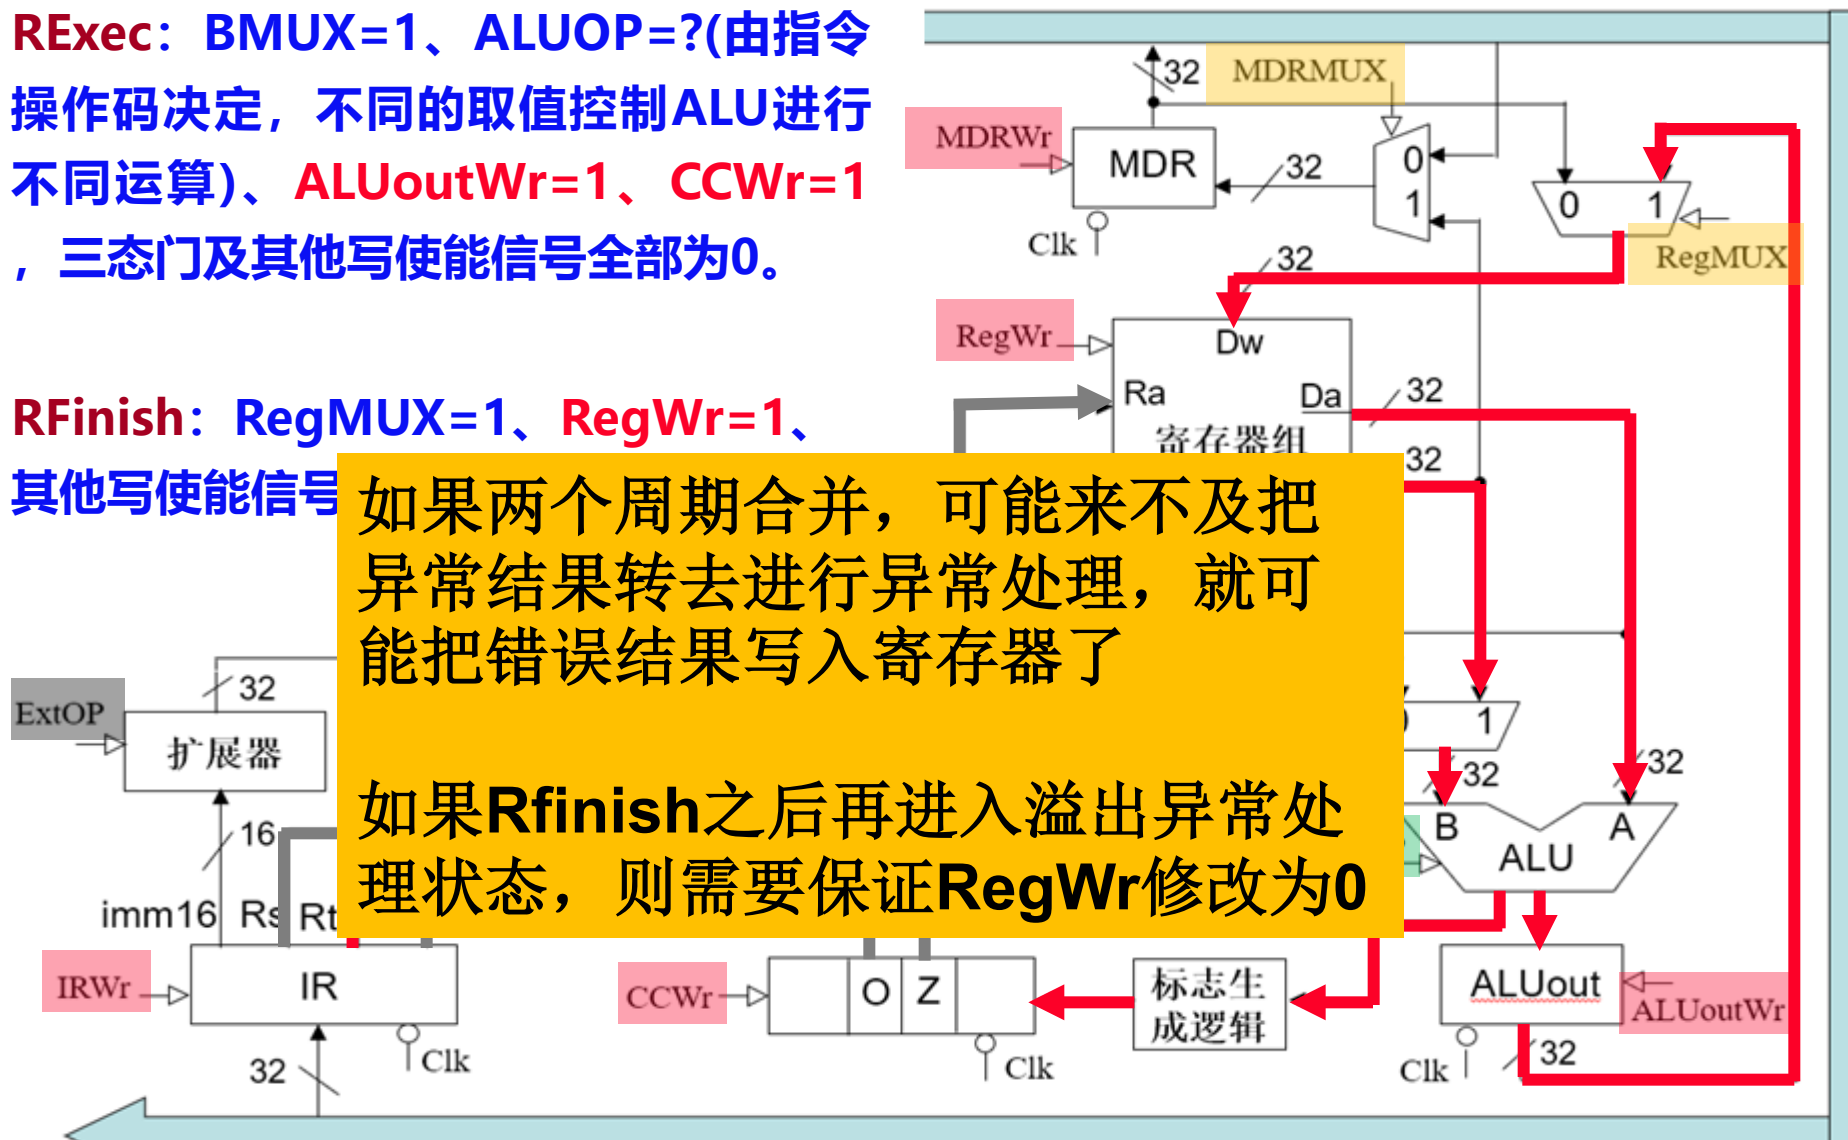 RExec：BMUX=1、ALUOP=?(由指令
操作码决定，不同的取值控制ALU进行
不同运算)、ALUoutWr=1、CCWr=1
，三态门及其他写使能信号全部为0。
RFinish：RegMUX=1、RegWr=1、
其他写使能信号
如果两个周期合并，可能来不及把
异常结果转去进行异常处理，就可
能把错误结果写入寄存器了
如果Rfinish之后再进入溢出异常处
理状态，则需要保证RegWr修改为0
32
MDRMUX
MDRWr
MDR
32
0
1
0
1
Clk
32
RegMUX
RegWr
Dw
Ra
Da
32
寄存器组
32
32
ExtOP
扩展器
1
32
32
16
B
A
ALU
imm16
Rs
Rt
IRWr
IR
CCWr
O
Z
标志生
成逻辑
ALUout
ALUoutWr
32
Clk
Clk
Clk
32